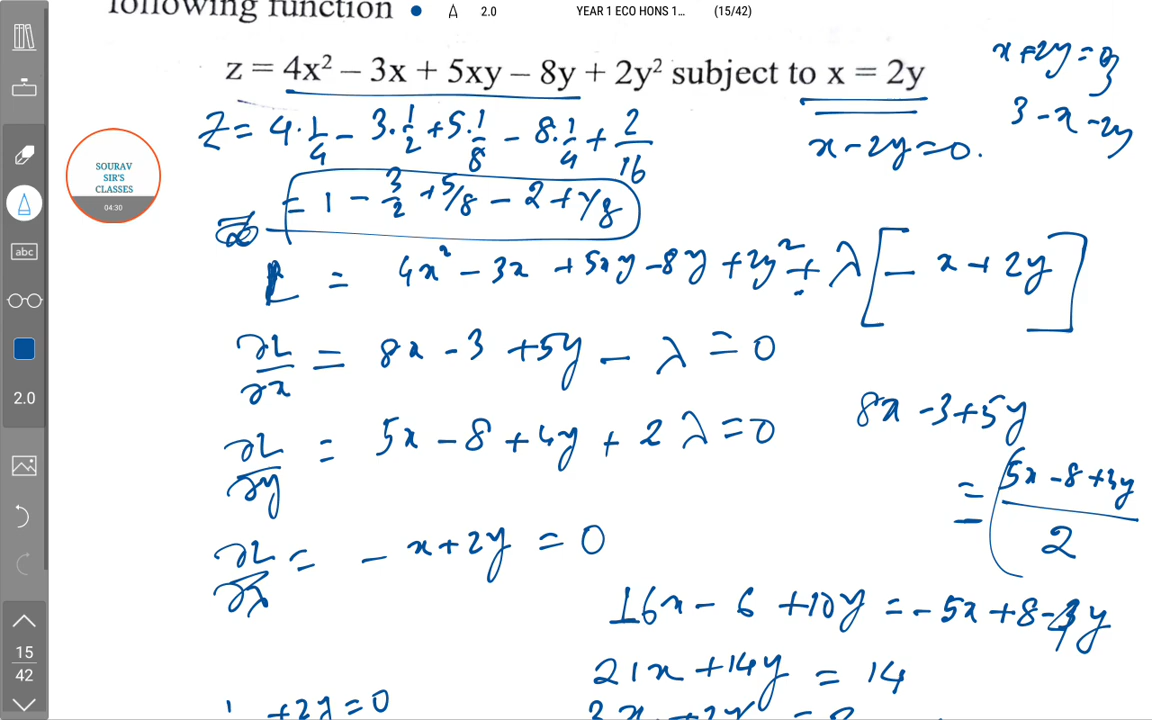 following function
2.0 YEAR 1 ECO HONS 1... (15/42)
z = 4x² – 3x + 5xy – 8y + 2y² subject to x = 2y
x+2y=3
3-x-2y
Z = 4·1/4 - 3·1/2 + 5·1/8 - 8·1/4 + 2/16
x-2y=0.
SOURAV
SIR'S
CLASSES
04:30
= 1 - 3/2 + 5/8 - 2 + 1/8
L = 4x² - 3x + 5xy - 8y + 2y² + λ[- x + 2y]
∂L/∂x = 8x - 3 + 5y - λ = 0
∂L/∂y = 5x - 8 + 4y + 2λ = 0
8x - 3 + 5y
= (5x - 8 + 4y / 2
abc
2.0
∂L/∂λ = - x + 2y = 0
16x - 6 + 10y = - 5x + 8 - 4y
21x + 14y = 14
+2y=0
15
42